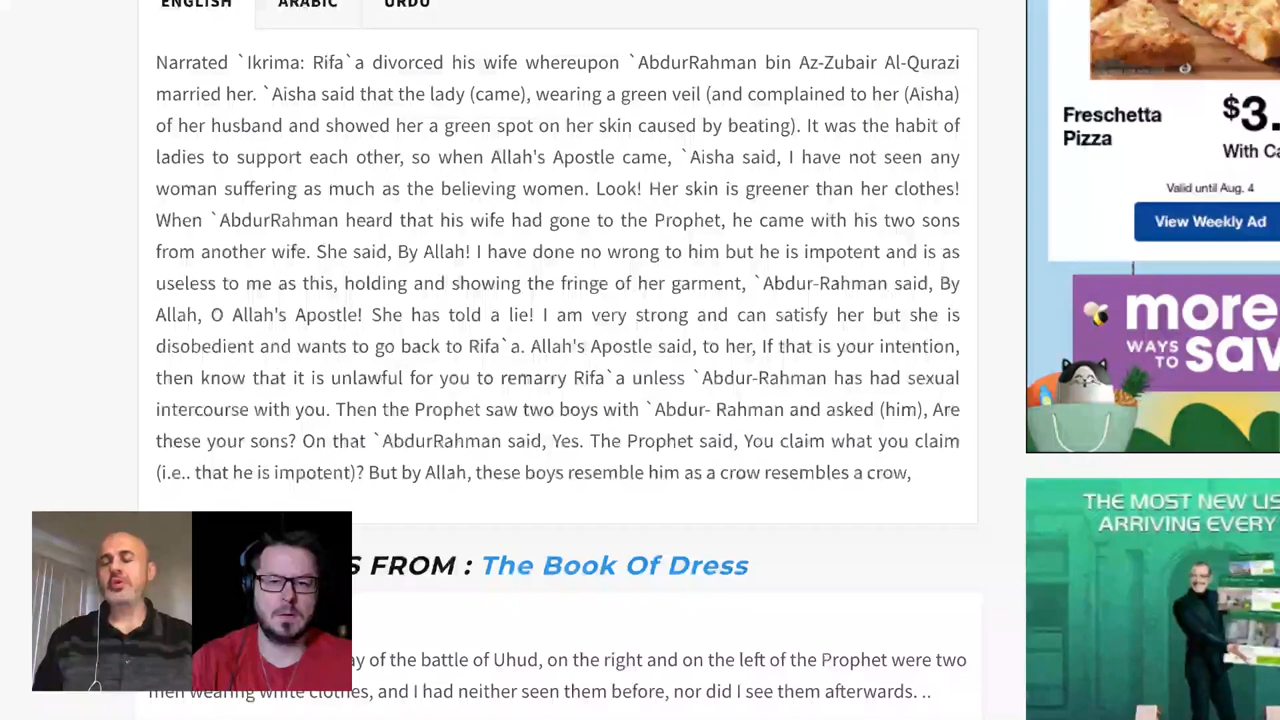 ENGLISH
ARABIC
URDU
Narrated `Ikrima: Rifa`a divorced his wife whereupon `AbdurRahman bin Az-Zubair Al-Qurazi
married her. `Aisha said that the lady (came), wearing a green veil (and complained to her (Aisha)
of her husband and showed her a green spot on her skin caused by beating). It was the habit of
ladies to support each other, so when Allah's Apostle came, `Aisha said, I have not seen any
woman suffering as much as the believing women. Look! Her skin is greener than her clothes!
When `AbdurRahman heard that his wife had gone to the Prophet, he came with his two sons
from another wife. She said, By Allah! I have done no wrong to him but he is impotent and is as
useless to me as this, holding and showing the fringe of her garment, `Abdur-Rahman said, By
Allah, O Allah's Apostle! She has told a lie! I am very strong and can satisfy her but she is
disobedient and wants to go back to Rifa`a. Allah's Apostle said, to her, If that is your intention,
then know that it is unlawful for you to remarry Rifa`a unless `Abdur-Rahman has had sexual
intercourse with you. Then the Prophet saw two boys with `Abdur- Rahman and asked (him), Are
these your sons? On that `AbdurRahman said, Yes. The Prophet said, You claim what you claim
(i.e.. that he is impotent)? But by Allah, these boys resemble him as a crow resembles a crow,
S FROM : The Book Of Dress
ay of the battle of Uhud, on the right and on the left of the Prophet were two
men wearing white clothes, and I had neither seen them before, nor did I see them afterwards. ..
Freschetta
Pizza
$3.
With Ca
Valid until Aug. 4
View Weekly Ad
more
WAYS
TO
sav
THE MOST NEW LIS
ARRIVING EVERY